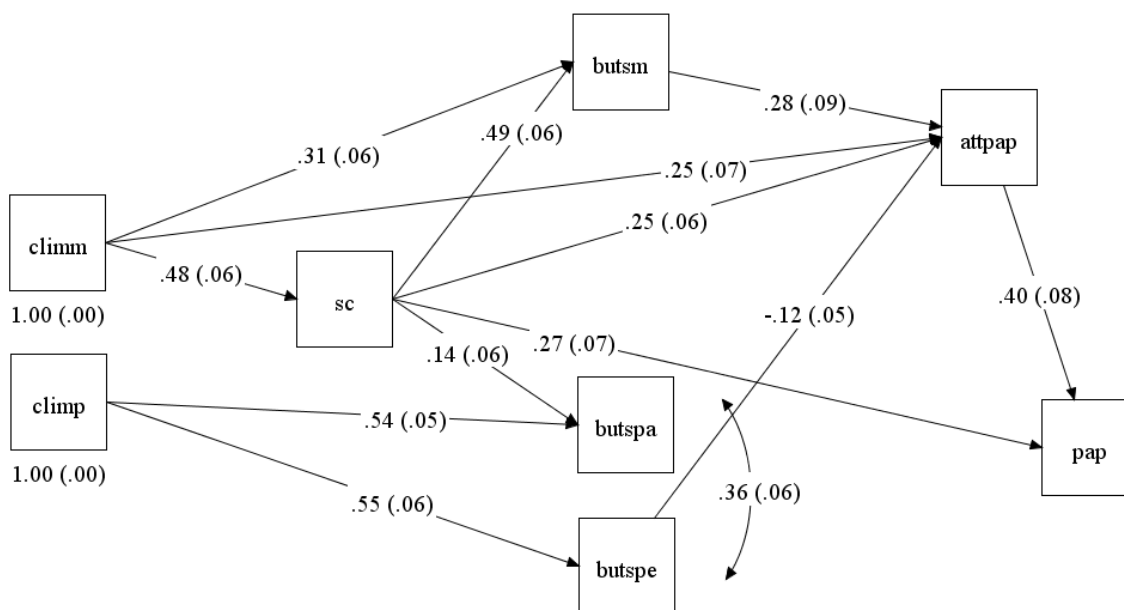 butsm
.28 (.09)
.49 (.06)
attpap
.31 (.06)
.25 (.07)
climm
.25 (.06)
.48 (.06)
sc
.40 (.08)
1.00 (.00)
-.12 (.05)
.27 (.07)
.14 (.06)
climp
.54 (.05)
butspa
pap
1.00 (.00)
.36 (.06)
.55 (.06)
butspe